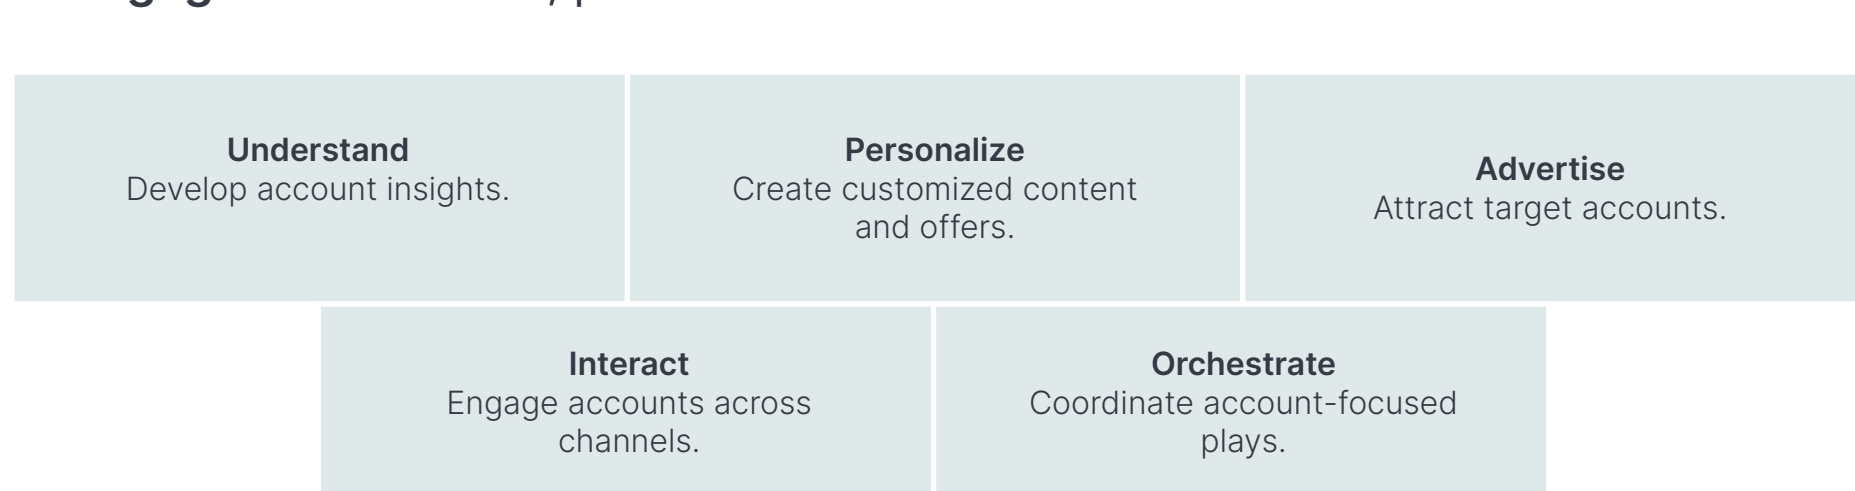 Understand
Develop account insights.
Personalize
Create customized content
and offers.
Advertise
Attract target accounts.
Interact
Engage accounts across
channels.
Orchestrate
Coordinate account-focused
plays.